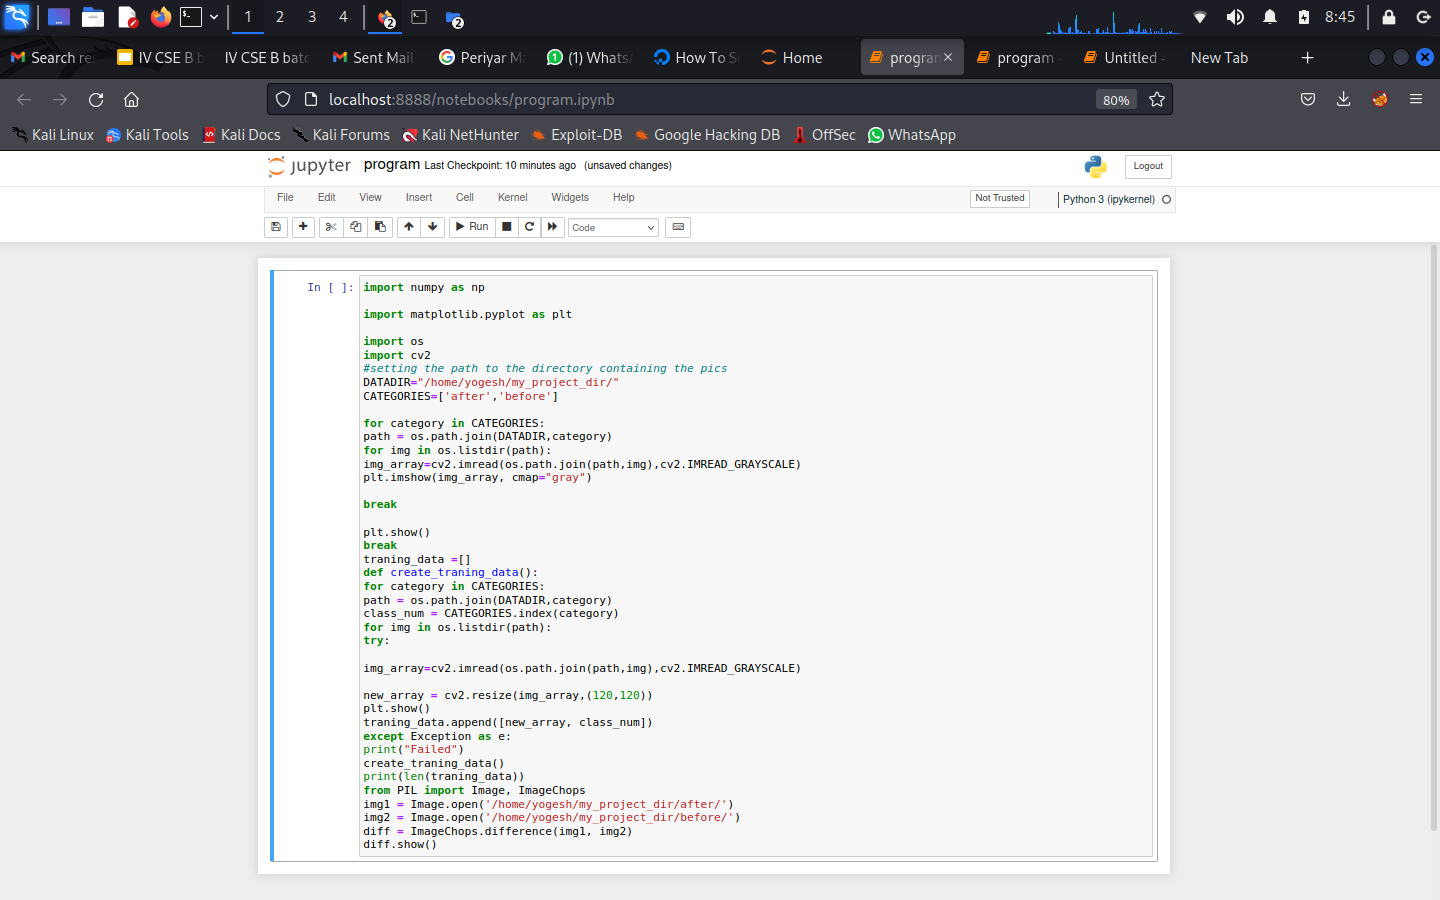 1 2 3 4 2 2 8:45
Search re IV CSE B b IV CSE B batc Sent Mail Periyar Ma (1) Whats How To S Home program program - Untitled - New Tab
localhost:8888/notebooks/program.ipynb 80%
Kali Linux Kali Tools Kali Docs Kali Forums Kali NetHunter Exploit-DB Google Hacking DB OffSec WhatsApp
jupyter program Last Checkpoint: 10 minutes ago (unsaved changes) Logout
File Edit View Insert Cell Kernel Widgets Help Not Trusted Python 3 (ipykernel)
Run Code
In [ ]: import numpy as np
import matplotlib.pyplot as plt
import os
import cv2
#setting the path to the directory containing the pics
DATADIR="/home/yogesh/my_project_dir/"
CATEGORIES=['after','before']
for category in CATEGORIES:
path = os.path.join(DATADIR,category)
for img in os.listdir(path):
img_array=cv2.imread(os.path.join(path,img),cv2.IMREAD_GRAYSCALE)
plt.imshow(img_array, cmap="gray")
break
plt.show()
break
traning_data =[]
def create_traning_data():
for category in CATEGORIES:
path = os.path.join(DATADIR,category)
class_num = CATEGORIES.index(category)
for img in os.listdir(path):
try:
img_array=cv2.imread(os.path.join(path,img),cv2.IMREAD_GRAYSCALE)
new_array = cv2.resize(img_array,(120,120))
plt.show()
traning_data.append([new_array, class_num])
except Exception as e:
print("Failed")
create_traning_data()
print(len(traning_data))
from PIL import Image, ImageChops
img1 = Image.open('/home/yogesh/my_project_dir/after/')
img2 = Image.open('/home/yogesh/my_project_dir/before/')
diff = ImageChops.difference(img1, img2)
diff.show()